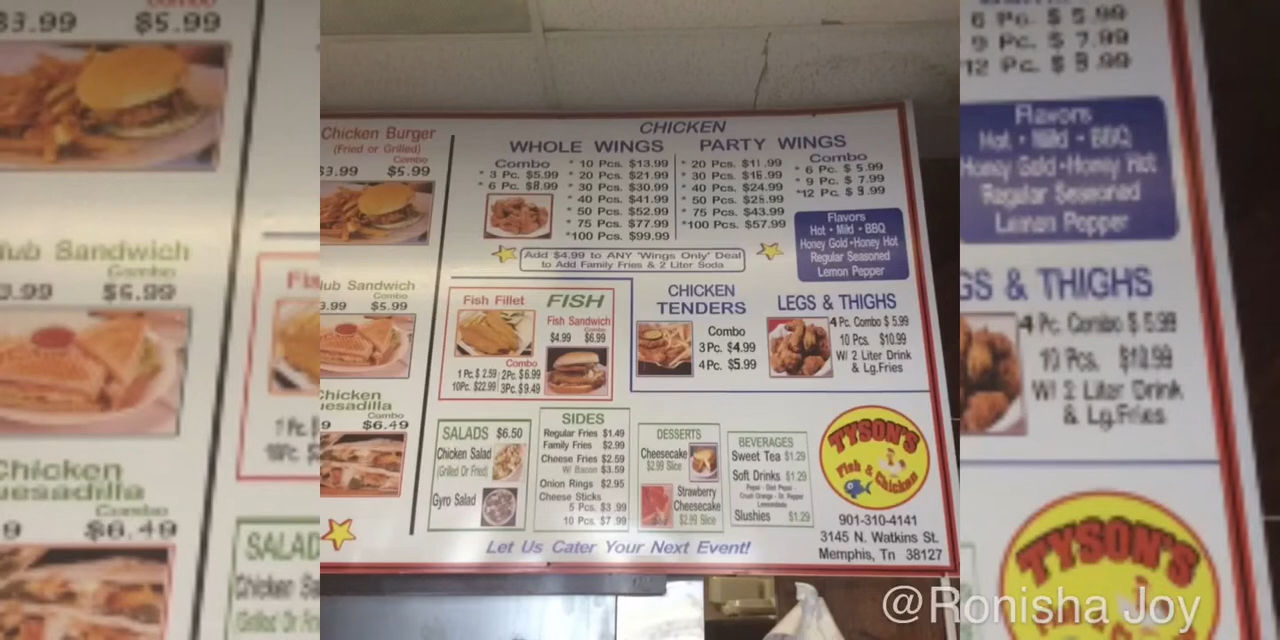 CHICKEN
Chicken Burger
(Fried or Grilled)
Combo
$3.99 $5.99
WHOLE WINGS
Combo
* 3 Pc. $5.99
* 6 Pc. $8.99
* 10 Pcs. $13.99
* 20 Pcs. $21.99
* 30 Pcs. $30.99
* 40 Pcs. $41.99
* 50 Pcs. $52.99
* 75 Pcs. $77.99
*100 Pcs. $99.99
PARTY WINGS
* 20 Pcs. $11.99
* 30 Pcs.
* 40 Pcs. $24.99
* 50 Pcs.
* 75 Pcs. $43.99
*100 Pcs. $57.99
Combo
* 6 Pc. $ 5.99
* 9 Pc. $ 7.99
*12 Pc.
Flavors
Hot • Mild • BBQ
Honey Gold • Honey Hot
Regular Seasoned
Lemon Pepper
Add $4.99 to ANY 'Wings Only' Deal
to Add Family Fries & 2 Liter Soda
lub Sandwich
Combo
3.99 $5.99
Chicken
uesadilla
Combo
9 $6.49
Fish Fillet
FISH
Fish Sandwich
Combo
$4.99 $6.99
Combo
1 Pc. $ 2.59 2Pc. $6.99
10Pc. $22.99 3Pc. $9.49
CHICKEN
TENDERS
Combo
3 Pc. $4.99
4 Pc. $5.99
LEGS & THIGHS
4 Pc. Combo $ 5.99
10 Pcs. $10.99
W/ 2 Liter Drink
& Lg.Fries
SALADS $6.50
Chicken Salad
(Grilled Or Fried)
Gyro Salad
SIDES
Regular Fries $1.49
Family Fries $2.99
Cheese Fries $2.59
W/ Bacon $3.59
Onion Rings $2.95
Cheese Sticks
5 Pcs. $3.99
10 Pcs. $7.99
DESSERTS
Cheesecake
$2.99 Slice
Strawberry
Cheesecake
$2.99 Slice
BEVERAGES
Sweet Tea $1.29
Soft Drinks $1.29
Pepsi - Diet Pepsi -
Crush Orange - Dr. Pepper
Lemonade
Slushies $1.29
TYSON'S
Fish & Chicken
901-310-4141
3145 N. Watkins St.
Memphis, Tn 38127
Let Us Cater Your Next Event!
@Ronisha Joy